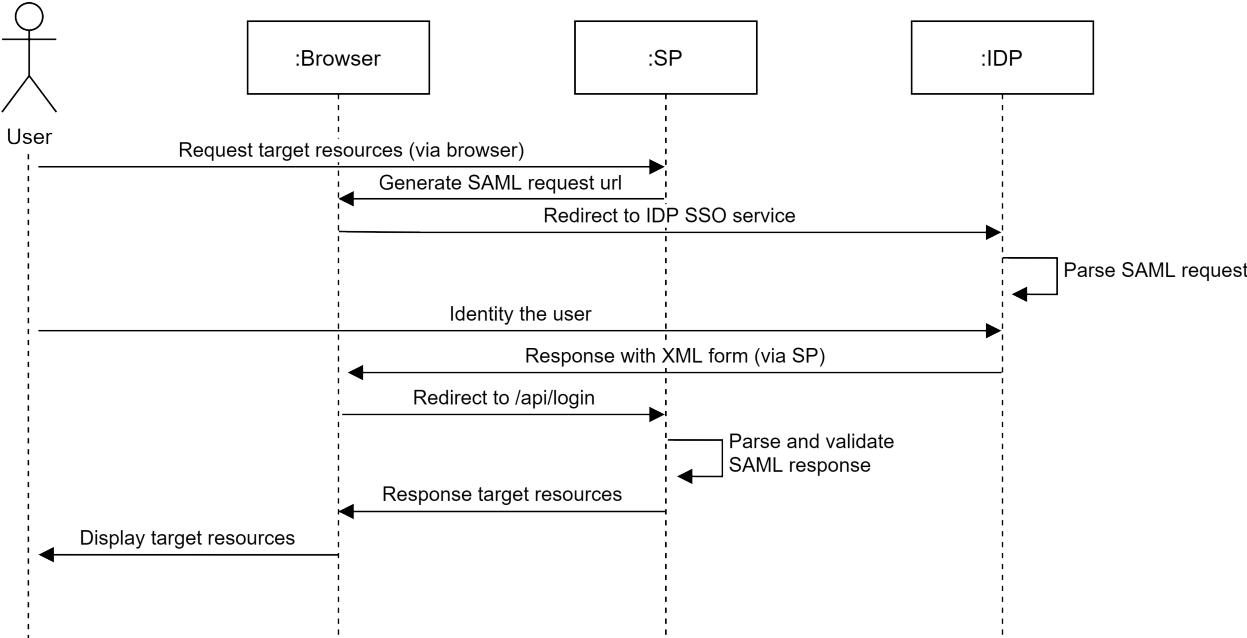 :Browser
:SP
:IDP
User
Request target resources (via browser)
Generate SAML request url
Redirect to IDP SSO service
Parse SAML request
Identity the user
Response with XML form (via SP)
Redirect to /api/login
Parse and validate
SAML response
Response target resources
Display target resources